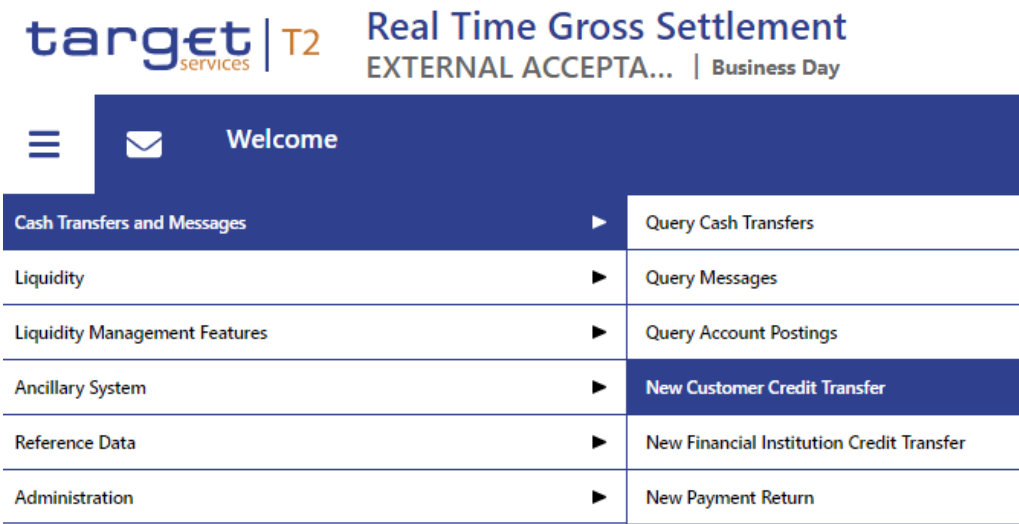 target services | T2
Real Time Gross Settlement
EXTERNAL ACCEPTA... | Business Day
Welcome
Cash Transfers and Messages
Query Cash Transfers
Liquidity
Query Messages
Liquidity Management Features
Query Account Postings
Ancillary System
New Customer Credit Transfer
Reference Data
New Financial Institution Credit Transfer
Administration
New Payment Return